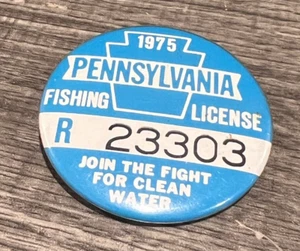 1975
PENNSYLVANIA
FISHING LICENSE
R 23303
JOIN THE FIGHT
FOR CLEAN
WATER